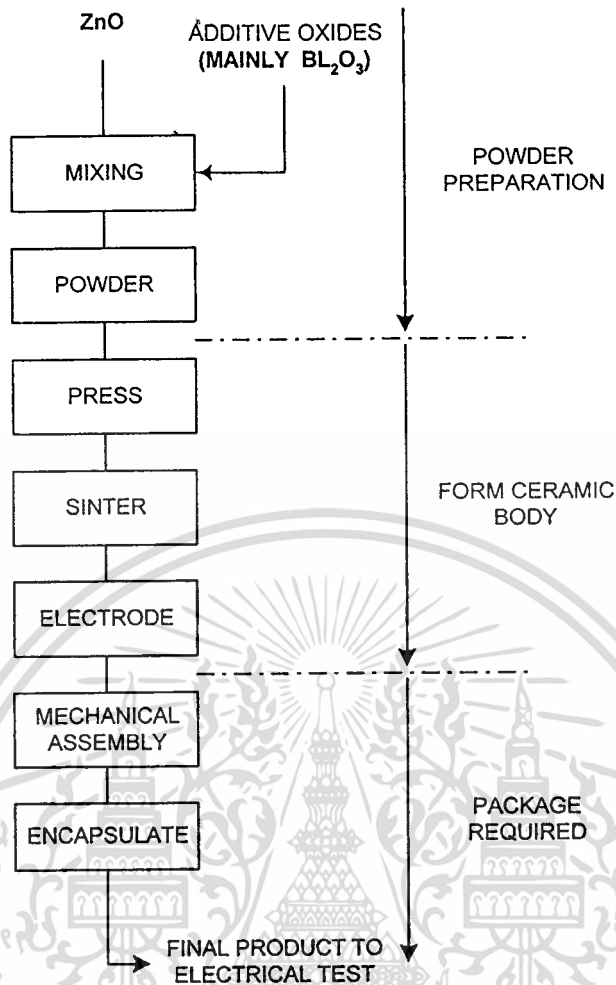 ZnO
ADDITIVE OXIDES
(MAINLY BL₂O₃)
MIXING
POWDER
PREPARATION
POWDER
PRESS
SINTER
FORM CERAMIC
BODY
ELECTRODE
MECHANICAL
ASSEMBLY
PACKAGE
REQUIRED
ENCAPSULATE
FINAL PRODUCT TO
ELECTRICAL TEST